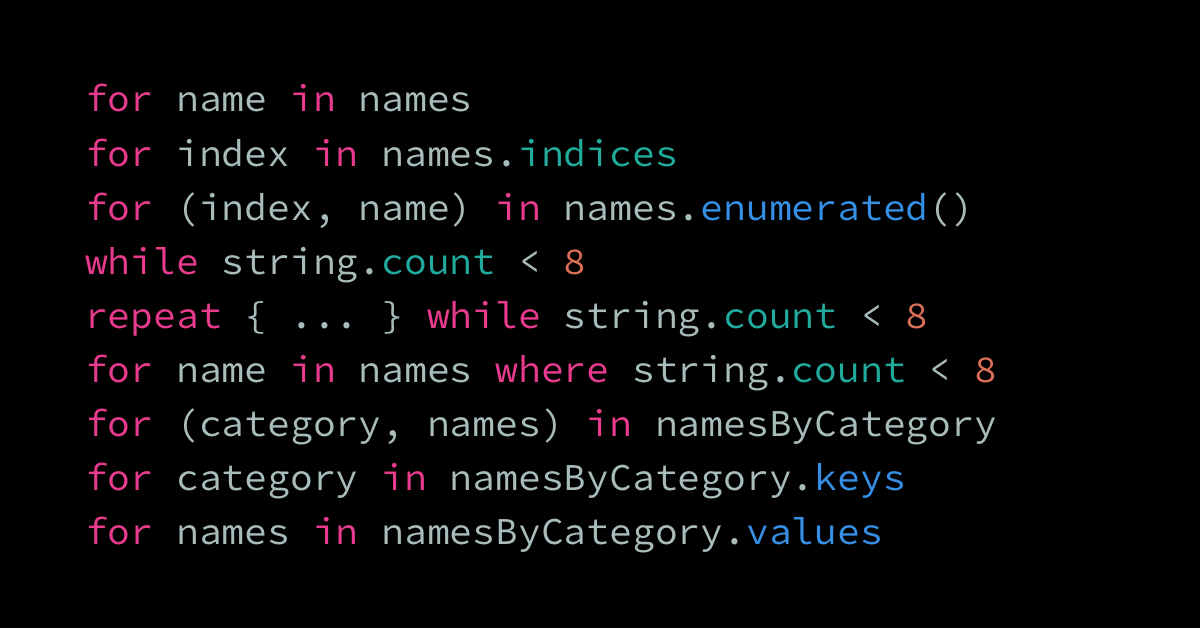 for name in names
for index in names.indices
for (index, name) in names.enumerated()
while string.count < 8
repeat { ... } while string.count < 8
for name in names where string.count < 8
for (category, names) in namesByCategory
for category in namesByCategory.keys
for names in namesByCategory.values